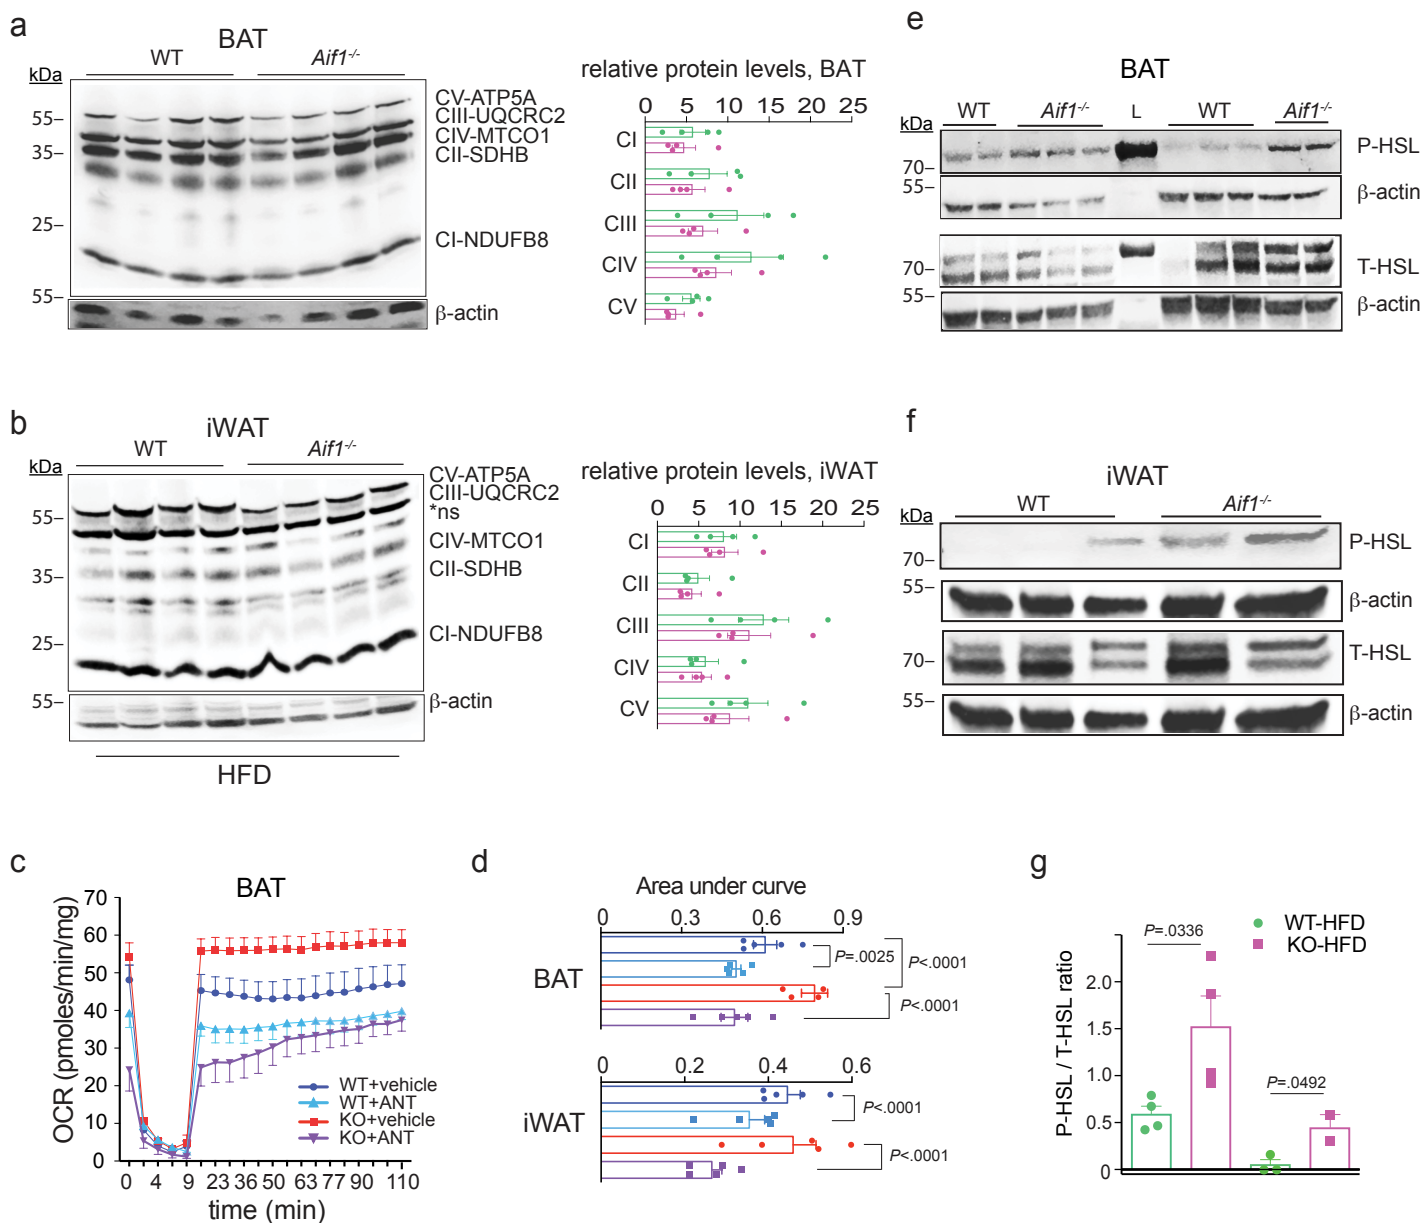 a
BAT
WT Aif1-/-
kDa
55–
35–
25–
55–
CV-ATP5A
CIII-UQCRC2
CIV-MTCO1
CII-SDHB
CI-NDUFB8
β-actin
relative protein levels, BAT
0 5 10 15 20 25
CI
CII
CIII
CIV
CV
b
iWAT
WT Aif1-/-
kDa
55–
35–
25–
55–
CV-ATP5A
CIII-UQCRC2
*ns
CIV-MTCO1
CII-SDHB
CI-NDUFB8
β-actin
HFD
relative protein levels, iWAT
0 5 10 15 20 25
CI
CII
CIII
CIV
CV
c
BAT
OCR (pmoles/min/mg)
70
60
50
40
30
20
10
0
0 4 9 23 36 50 63 77 90 110
time (min)
WT+vehicle
WT+ANT
KO+vehicle
KO+ANT
d
Area under curve
0 0.3 0.6 0.9
BAT
P=.0025
P<.0001
P<.0001
0 0.2 0.4 0.6
iWAT
P<.0001
P<.0001
e
BAT
WT Aif1-/- L WT Aif1-/-
kDa
70–
55–
70–
55–
P-HSL
β-actin
T-HSL
β-actin
f
iWAT
WT Aif1-/-
kDa
70–
55–
70–
55–
P-HSL
β-actin
T-HSL
β-actin
g
WT-HFD
KO-HFD
P-HSL / T-HSL ratio
2.0
1.5
1.0
0.5
0
P=.0336
P=.0492